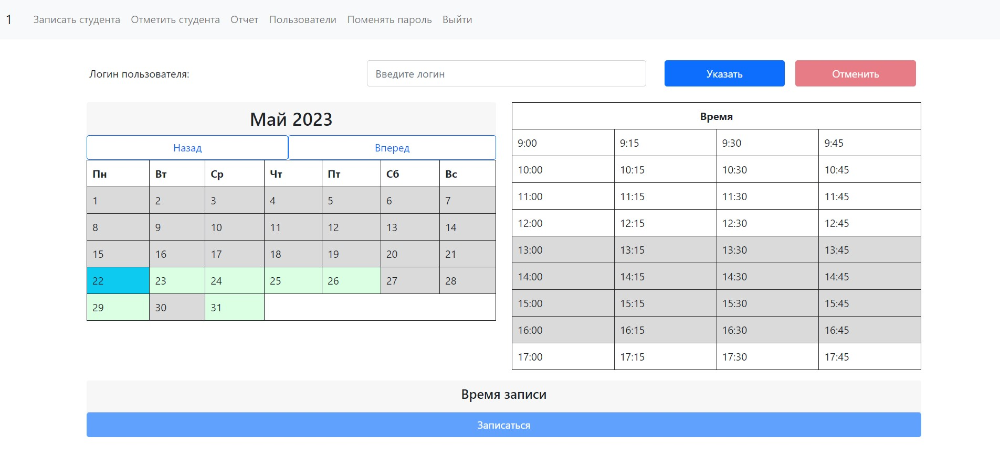 1 Записать студента Отметить студента Отчет Пользователи Поменять пароль Выйти
Логин пользователя: Введите логин Указать Отменить
Май 2023
Назад Вперед
Пн Вт Ср Чт Пт Сб Вс
1 2 3 4 5 6 7
8 9 10 11 12 13 14
15 16 17 18 19 20 21
22 23 24 25 26 27 28
29 30 31
Время
9:00 9:15 9:30 9:45
10:00 10:15 10:30 10:45
11:00 11:15 11:30 11:45
12:00 12:15 12:30 12:45
13:00 13:15 13:30 13:45
14:00 14:15 14:30 14:45
15:00 15:15 15:30 15:45
16:00 16:15 16:30 16:45
17:00 17:15 17:30 17:45
Время записи
Записаться